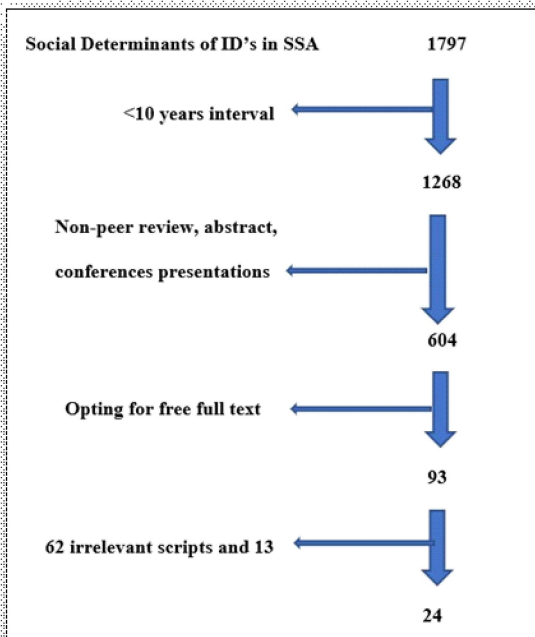 Social Determinants of ID's in SSA 1797
<10 years interval
1268
Non-peer review, abstract,
conferences presentations
604
Opting for free full text
93
62 irrelevant scripts and 13
24